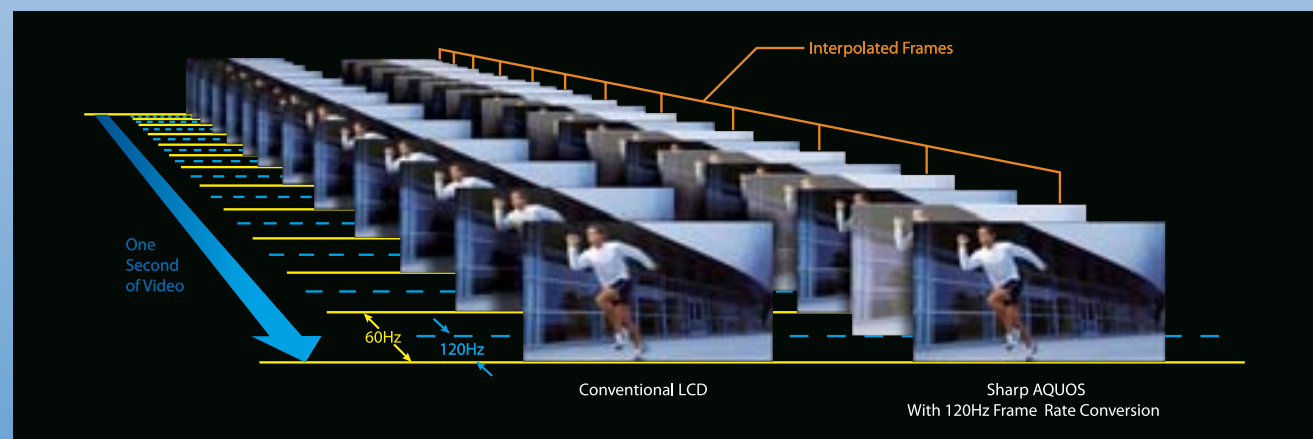 Interpolated Frames
One
Second
of Video
60Hz
120Hz
Conventional LCD
Sharp AQUOS
With 120Hz Frame Rate Conversion